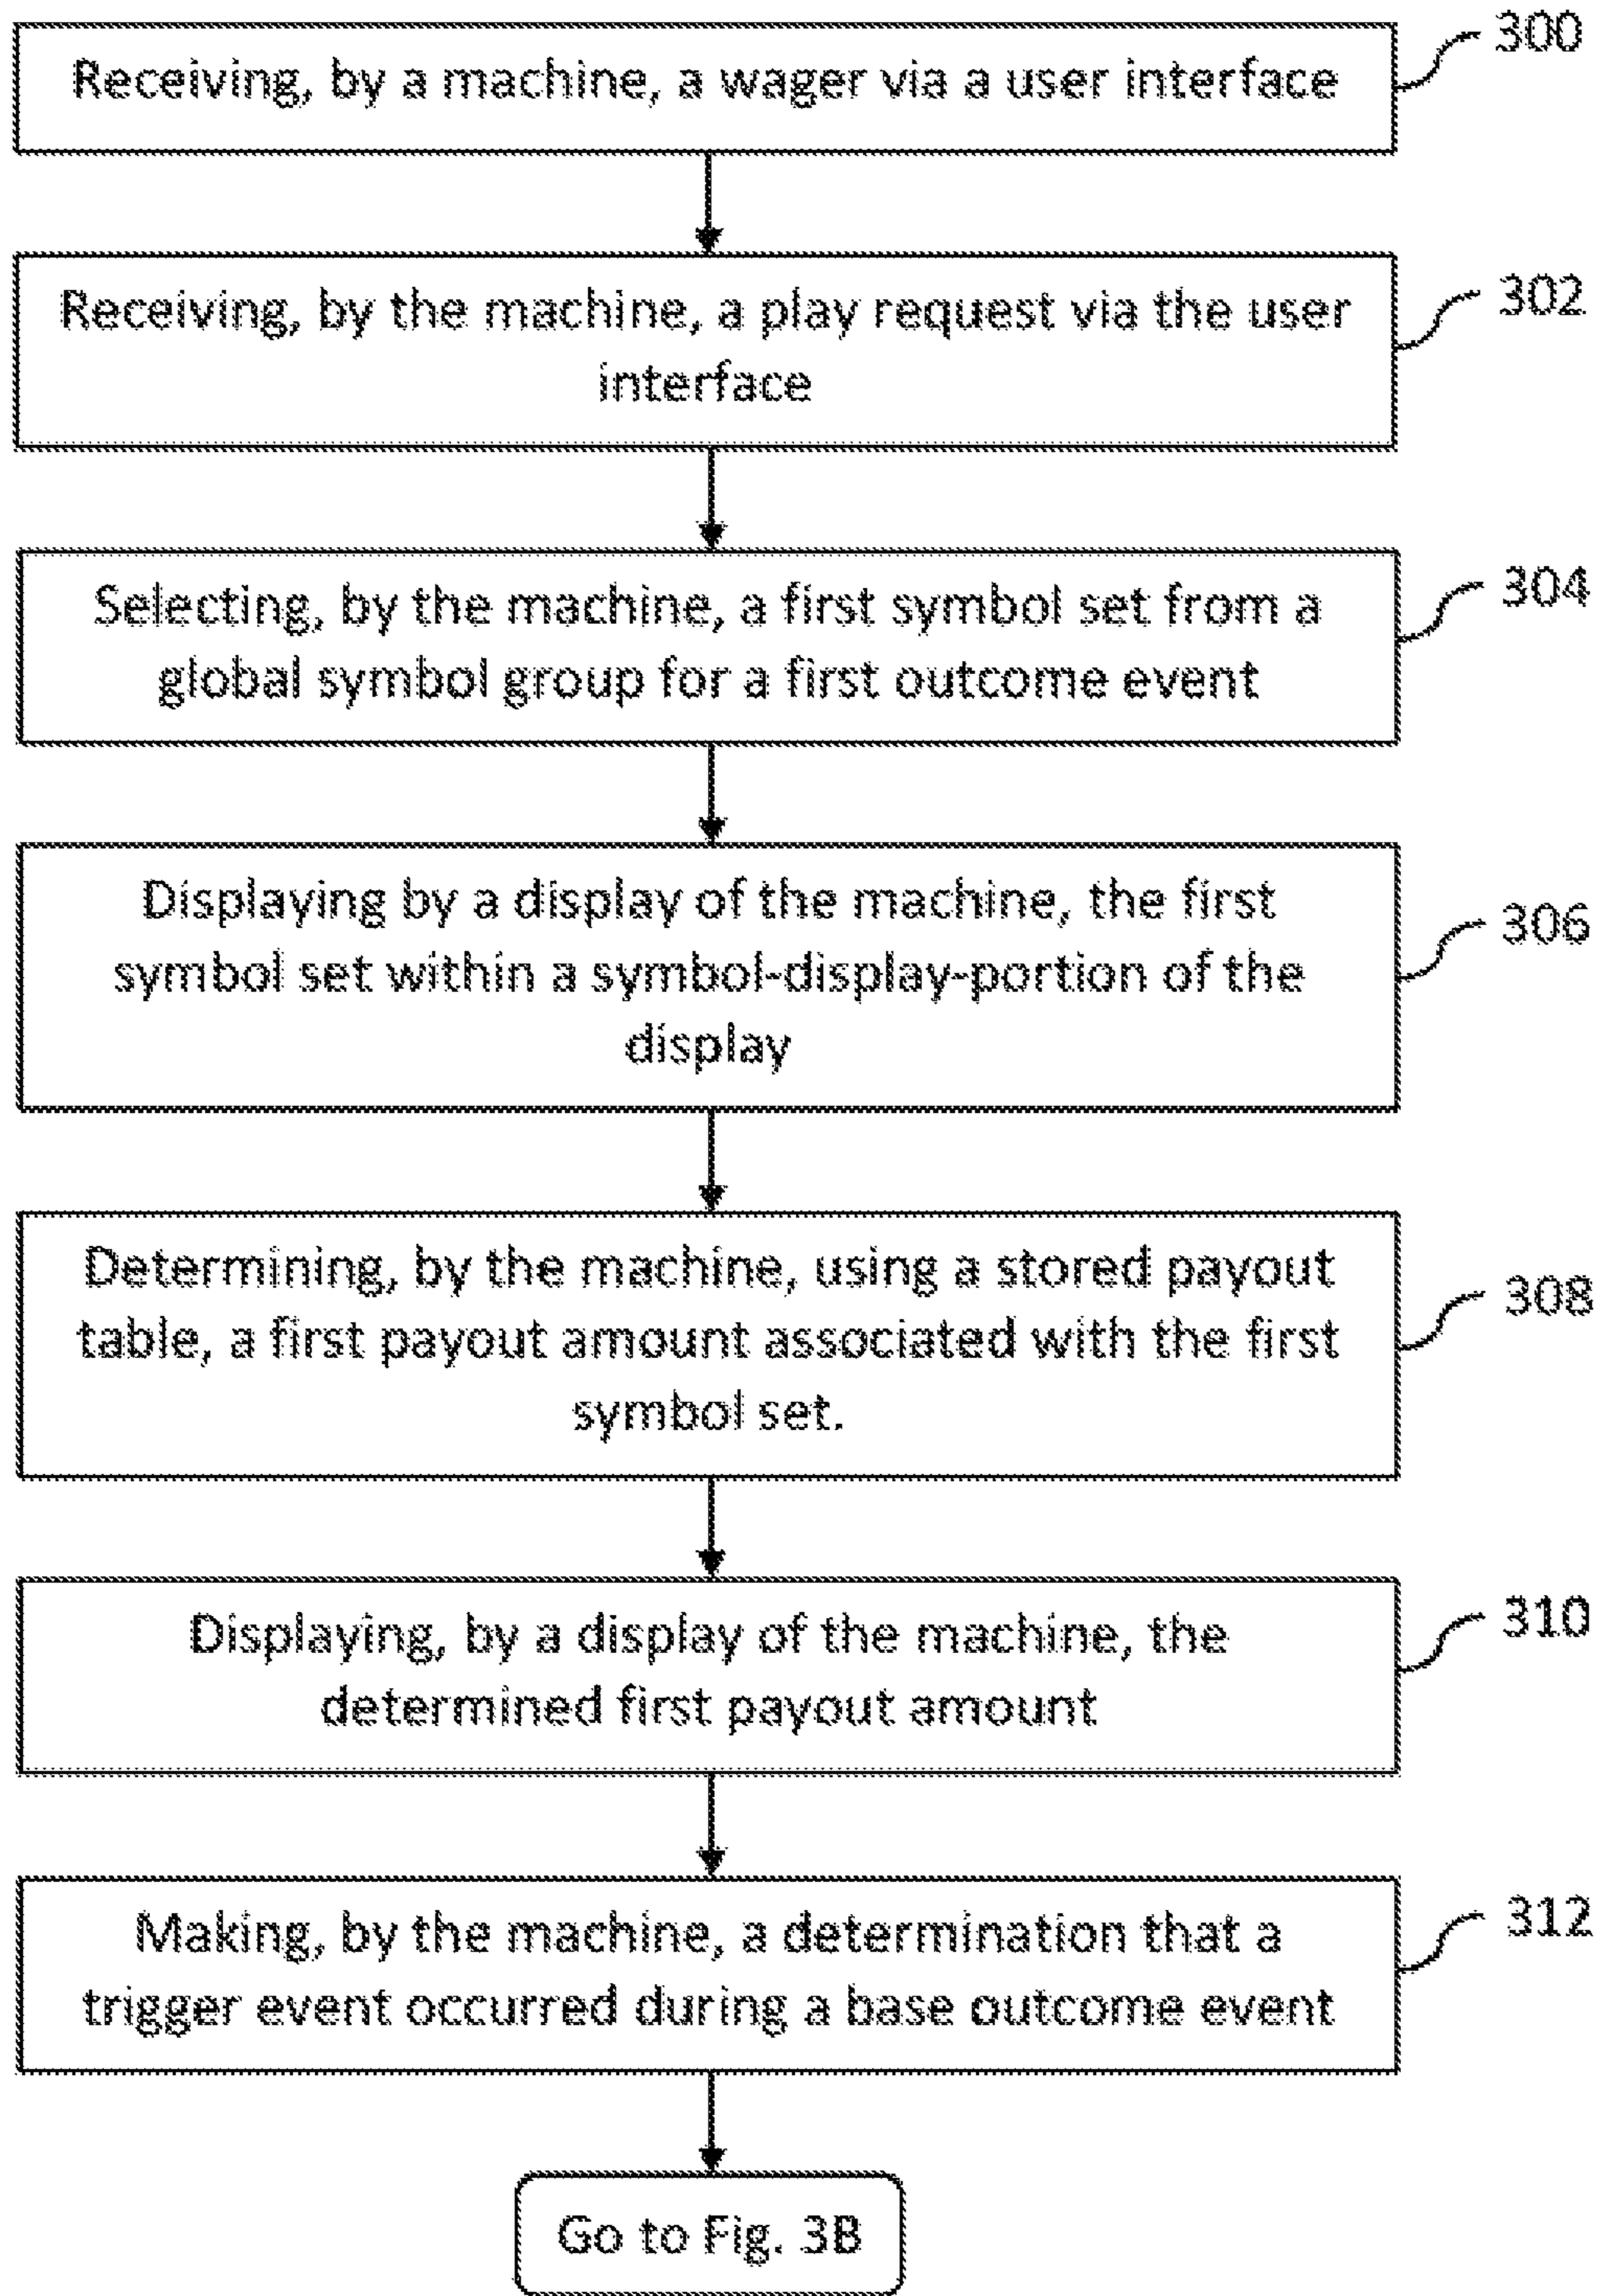 Receiving, by a machine, a wager via a user interface
300
Receiving, by the machine, a play request via the user
interface
302
Selecting, by the machine, a first symbol set from a
global symbol group for a first outcome event
304
Displaying by a display of the machine, the first
symbol set within a symbol-display-portion of the
display
306
Determining, by the machine, using a stored payout
table, a first payout amount associated with the first
symbol set.
308
Displaying, by a display of the machine, the
determined first payout amount
310
Making, by the machine, a determination that a
trigger event occurred during a base outcome event
312
Go to Fig. 3B